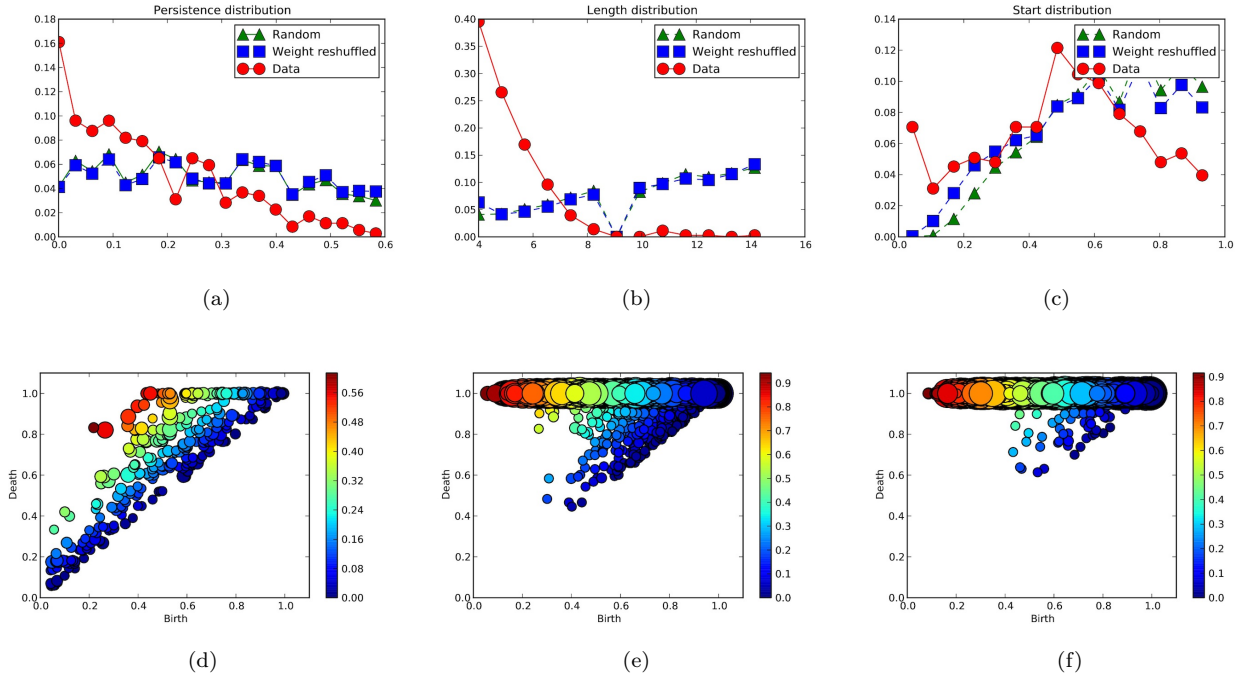 Persistence distribution
0.18
0.16
0.14
0.12
0.10
0.08
0.06
0.04
0.02
0.00
0.0 0.1 0.2 0.3 0.4 0.5 0.6
Random
Weight reshuffled
Data
(a)
Length distribution
0.40
0.35
0.30
0.25
0.20
0.15
0.10
0.05
0.00
4 6 8 10 12 14 16
Random
Weight reshuffled
Data
(b)
Start distribution
0.14
0.12
0.10
0.08
0.06
0.04
0.02
0.00
0.0 0.2 0.4 0.6 0.8 1.0
Random
Weight reshuffled
Data
(c)
Death
1.0
0.8
0.6
0.4
0.2
0.0
0.0 0.2 0.4 0.6 0.8 1.0
Birth
0.56
0.48
0.40
0.32
0.24
0.16
0.08
0.00
(d)
Death
1.0
0.8
0.6
0.4
0.2
0.0
0.0 0.2 0.4 0.6 0.8 1.0
Birth
0.9
0.8
0.7
0.6
0.5
0.4
0.3
0.2
0.1
0.0
(e)
Death
1.0
0.8
0.6
0.4
0.2
0.0
0.0 0.2 0.4 0.6 0.8 1.0
Birth
0.9
0.8
0.7
0.6
0.5
0.4
0.3
0.2
0.1
0.0
(f)